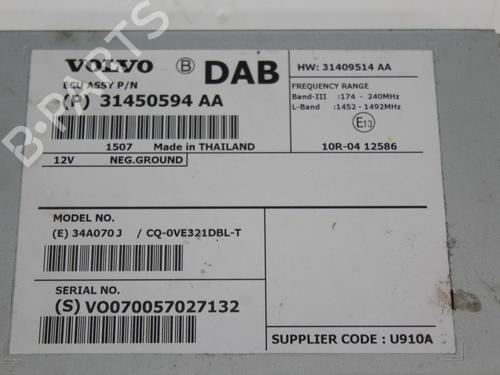 VOLVO B DAB
ECU ASSY P/N
(P) 31450594 AA
1507 Made in THAILAND
12V NEG.GROUND
HW: 31409514 AA
FREQUENCY RANGE
Band-III :174 - 240MHz
L-Band :1452 - 1492MHz
E13
10R-04 12586
MODEL NO.
(E) 34A070J / CQ-0VE321DBL-T
SERIAL NO.
(S) VO070057027132
SUPPLIER CODE : U910A
B-PARTS